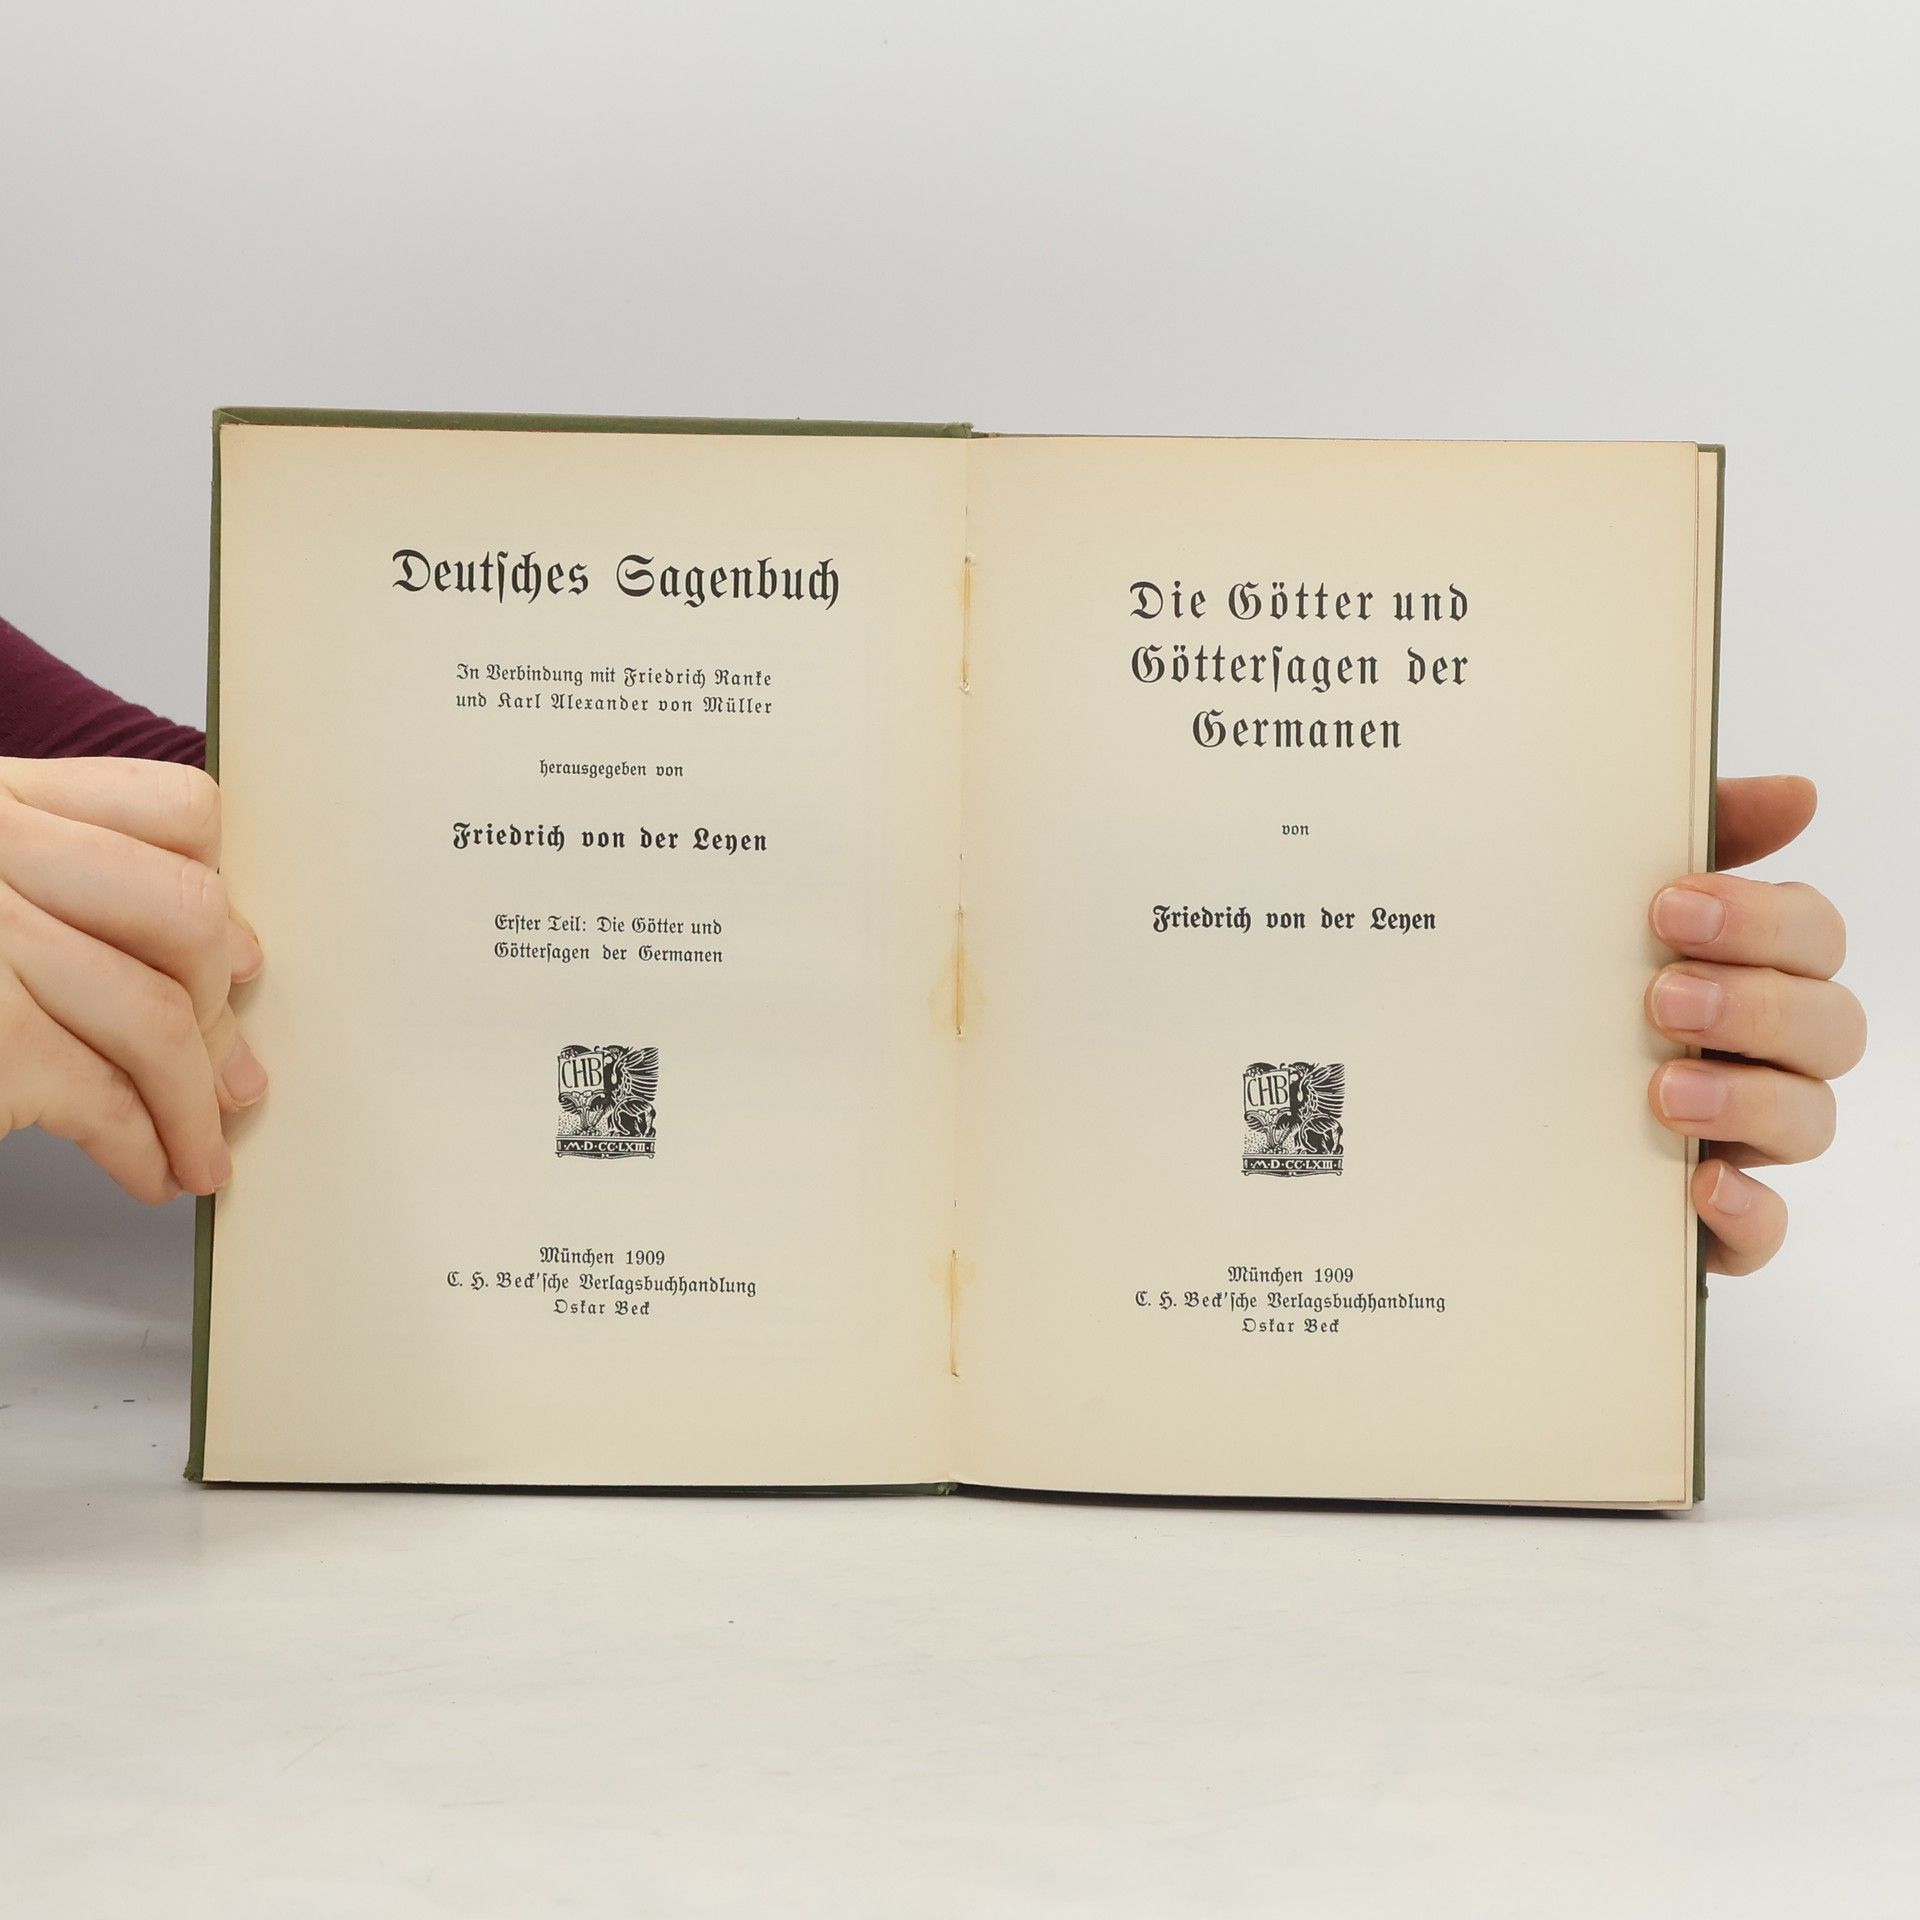 Deutſches Sagenbuch
In Verbindung mit Friedrich Ranke
und Karl Alexander von Müller
herausgegeben von
Friedrich von der Leyen
Erſter Teil: Die Götter und
Götterſagen der Germanen
CHB
M·D·CC·LXIII·
München 1909
C. H. Beck'ſche Verlagsbuchhandlung
Oskar Beck
Die Götter und
Götterſagen der
Germanen
von
Friedrich von der Leyen
CHB
M·D·CC·LXIII·
München 1909
C. H. Beck'ſche Verlagsbuchhandlung
Oskar Beck